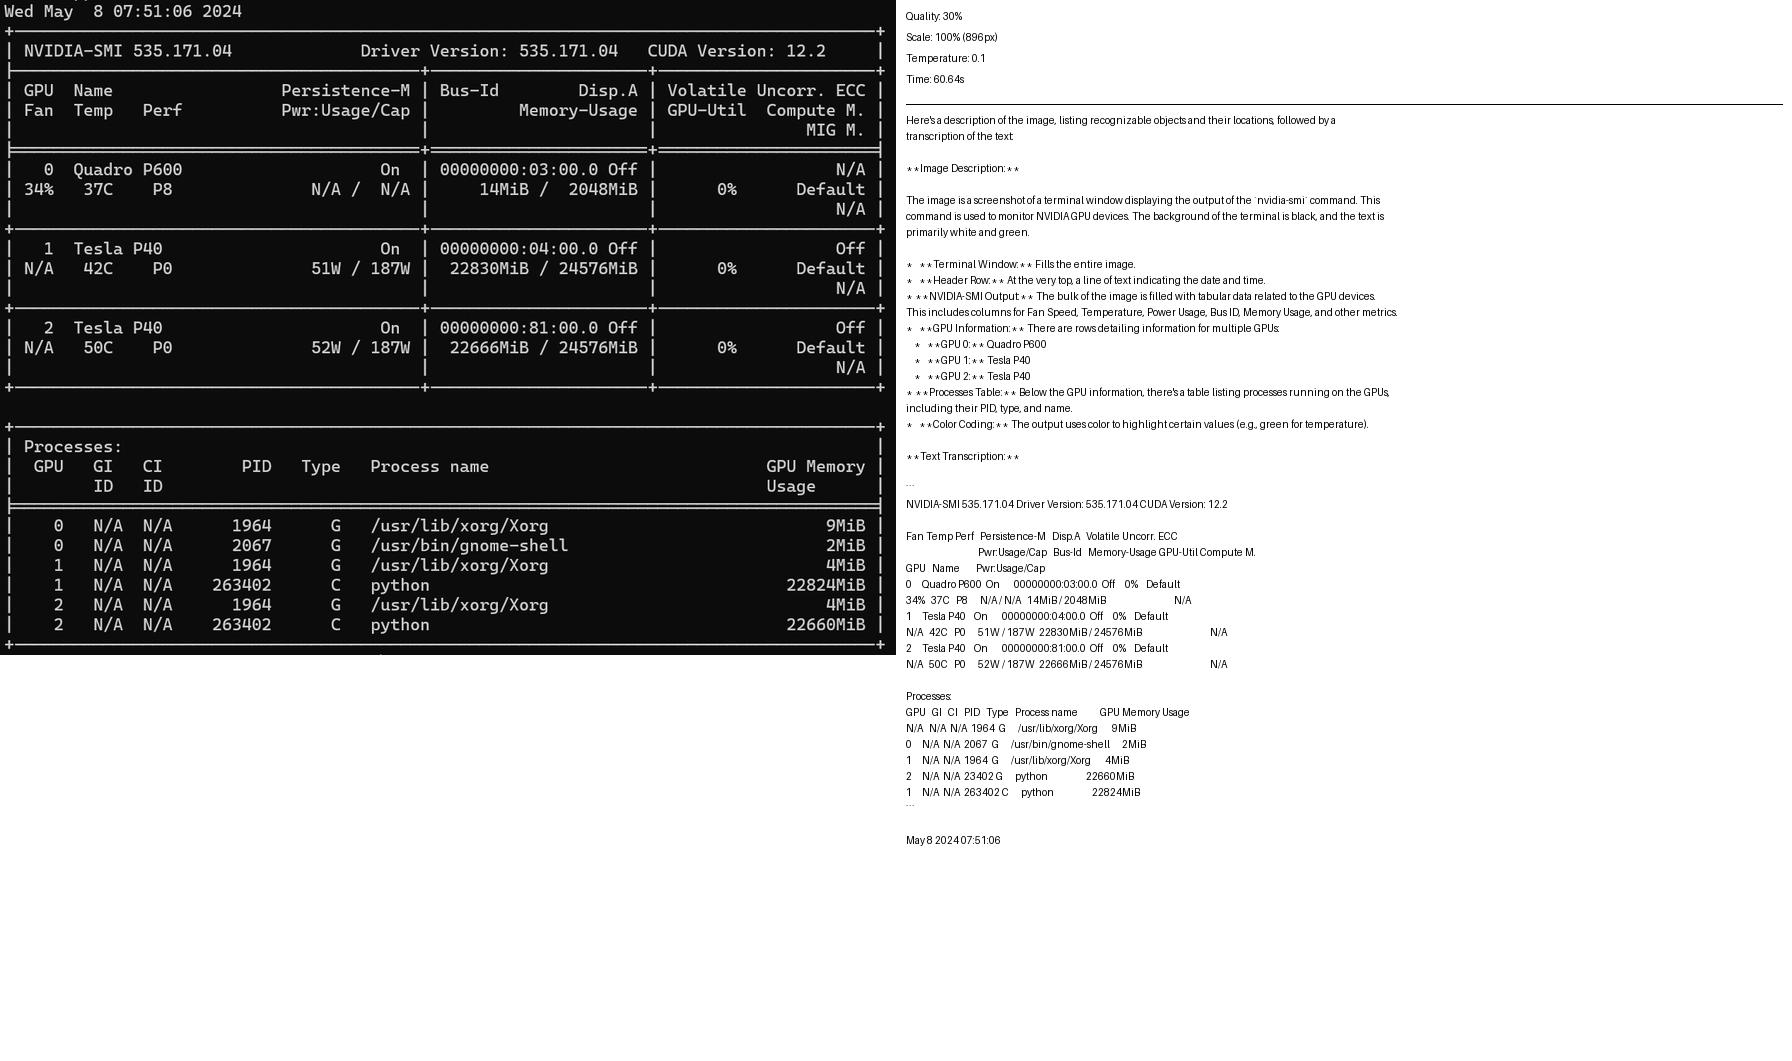 Wed May  8 07:51:06 2024
NVIDIA-SMI 535.171.04             Driver Version: 535.171.04   CUDA Version: 12.2
GPU  Name                 Persistence-M | Bus-Id        Disp.A | Volatile Uncorr. ECC
Fan  Temp   Perf          Pwr:Usage/Cap |         Memory-Usage | GPU-Util  Compute M.
MIG M.
0  Quadro P600                    On  | 00000000:03:00.0 Off |                  N/A
34%   37C    P8              N/A /  N/A |     14MiB /  2048MiB |      0%      Default
N/A
1  Tesla P40                      On  | 00000000:04:00.0 Off |                  Off
N/A   42C    P0              51W / 187W |  22830MiB / 24576MiB |      0%      Default
N/A
2  Tesla P40                      On  | 00000000:81:00.0 Off |                  Off
N/A   50C    P0              52W / 187W |  22666MiB / 24576MiB |      0%      Default
N/A
Processes:
GPU   GI   CI        PID   Type   Process name                            GPU Memory
ID   ID                                                             Usage
0   N/A  N/A      1964      G   /usr/lib/xorg/Xorg                            9MiB
0   N/A  N/A      2067      G   /usr/bin/gnome-shell                          2MiB
1   N/A  N/A      1964      G   /usr/lib/xorg/Xorg                            4MiB
1   N/A  N/A    263402      C   python                                    22824MiB
2   N/A  N/A      1964      G   /usr/lib/xorg/Xorg                            4MiB
2   N/A  N/A    263402      C   python                                    22660MiB
Quality: 30%
Scale: 100% (896px)
Temperature: 0.1
Time: 60.64s
Here's a description of the image, listing recognizable objects and their locations, followed by a
transcription of the text:
**Image Description:**
The image is a screenshot of a terminal window displaying the output of the `nvidia-smi` command. This
command is used to monitor NVIDIA GPU devices. The background of the terminal is black, and the text is
primarily white and green.
*   **Terminal Window:** Fills the entire image.
*   **Header Row:** At the very top, a line of text indicating the date and time.
*   **NVIDIA-SMI Output:** The bulk of the image is filled with tabular data related to the GPU devices.
This includes columns for Fan Speed, Temperature, Power Usage, Bus ID, Memory Usage, and other metrics.
*   **GPU Information:** There are rows detailing information for multiple GPUs:
*   **GPU 0:** Quadro P600
*   **GPU 1:** Tesla P40
*   **GPU 2:** Tesla P40
*   **Processes Table:** Below the GPU information, there's a table listing processes running on the GPUs,
including their PID, type, and name.
*   **Color Coding:** The output uses color to highlight certain values (e.g., green for temperature).
**Text Transcription:**
```
NVIDIA-SMI 535.171.04 Driver Version: 535.171.04 CUDA Version: 12.2
Fan Temp Perf  Persistence-M  Disp.A  Volatile Uncorr. ECC
Pwr:Usage/Cap  Bus-Id   Memory-Usage GPU-Util Compute M.
GPU  Name      Pwr:Usage/Cap
0    Quadro P600  On     00000000:03:00.0  Off   0%   Default
34%  37C   P8     N/A / N/A  14MiB / 2048MiB                         N/A
1    Tesla P40   On     00000000:04:00.0  Off   0%   Default
N/A  42C   P0     51W / 187W  22830MiB / 24576MiB                         N/A
2    Tesla P40   On     00000000:81:00.0  Off   0%   Default
N/A  50C   P0     52W / 187W  22666MiB / 24576MiB                         N/A
Processes:
GPU  GI  CI  PID  Type  Process name        GPU Memory Usage
N/A  N/A N/A 1964  G    /usr/lib/xorg/Xorg     9MiB
0    N/A N/A 2067  G    /usr/bin/gnome-shell    2MiB
1    N/A N/A 1964  G    /usr/lib/xorg/Xorg     4MiB
2    N/A N/A 23402 G    python              22660MiB
1    N/A N/A 263402 C    python              22824MiB
```
May 8 2024 07:51:06